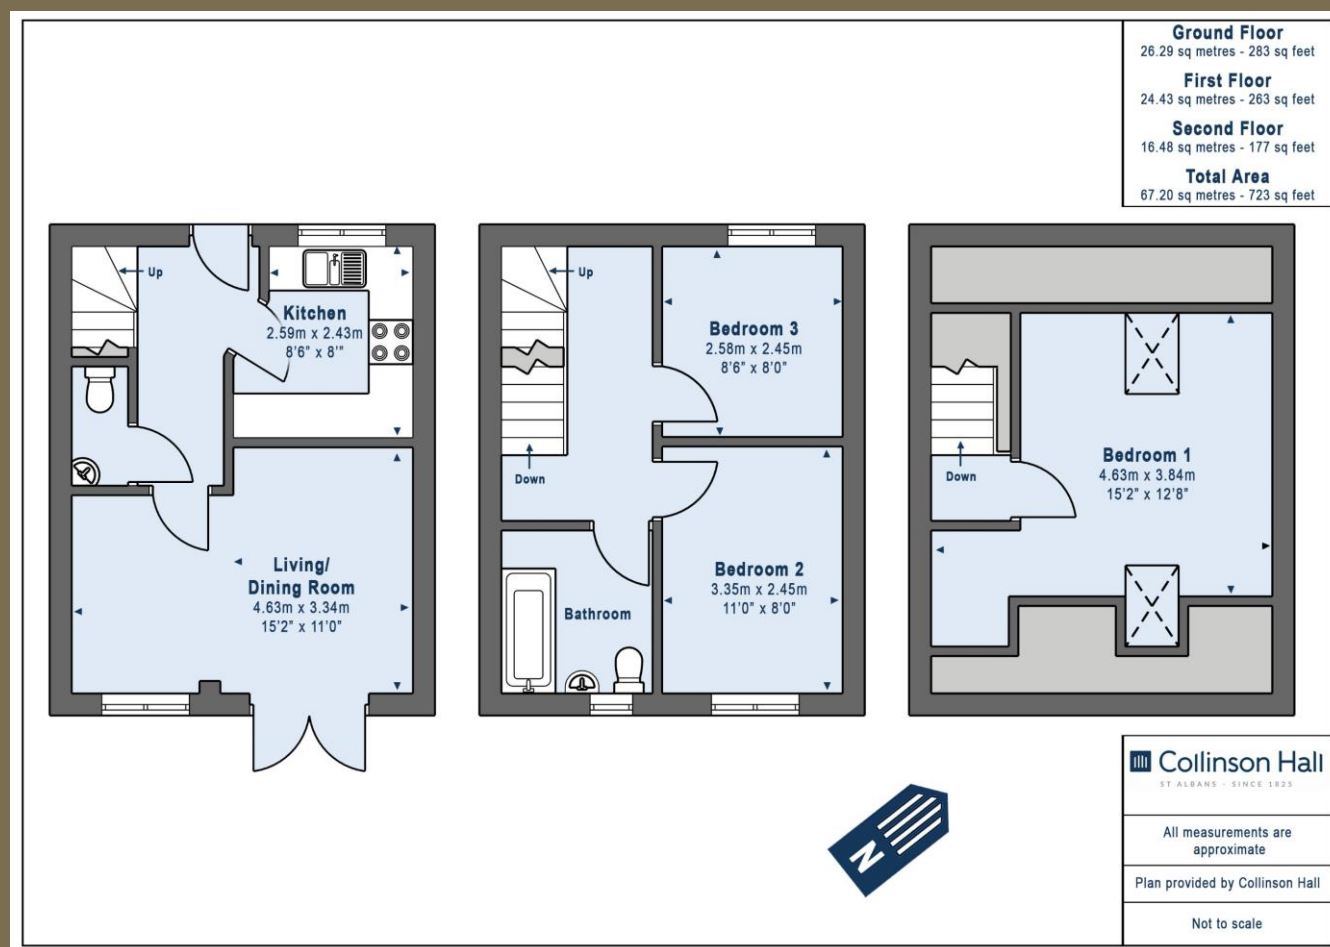 Ground Floor
26.29 sq metres - 283 sq feet
First Floor
24.43 sq metres - 263 sq feet
Second Floor
16.48 sq metres - 177 sq feet
Total Area
67.20 sq metres - 723 sq feet
Up
Kitchen
2.59m x 2.43m
8'6" x 8'"
Living/
Dining Room
4.63m x 3.34m
15'2" x 11'0"
Up
Down
Bedroom 3
2.58m x 2.45m
8'6" x 8'0"
Bedroom 2
3.35m x 2.45m
11'0" x 8'0"
Bathroom
Down
Bedroom 1
4.63m x 3.84m
15'2" x 12'8"
N
Collinson Hall
ST ALBANS - SINCE 1825
All measurements are
approximate
Plan provided by Collinson Hall
Not to scale